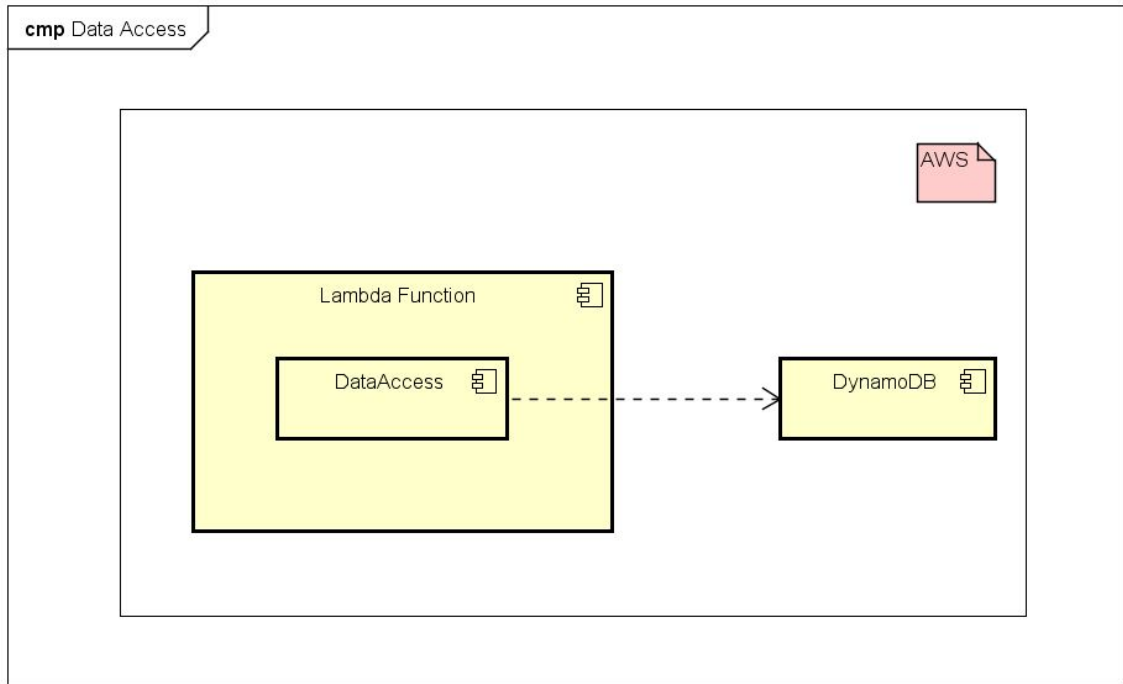 cmp Data Access
AWS
Lambda Function
DataAccess
DynamoDB